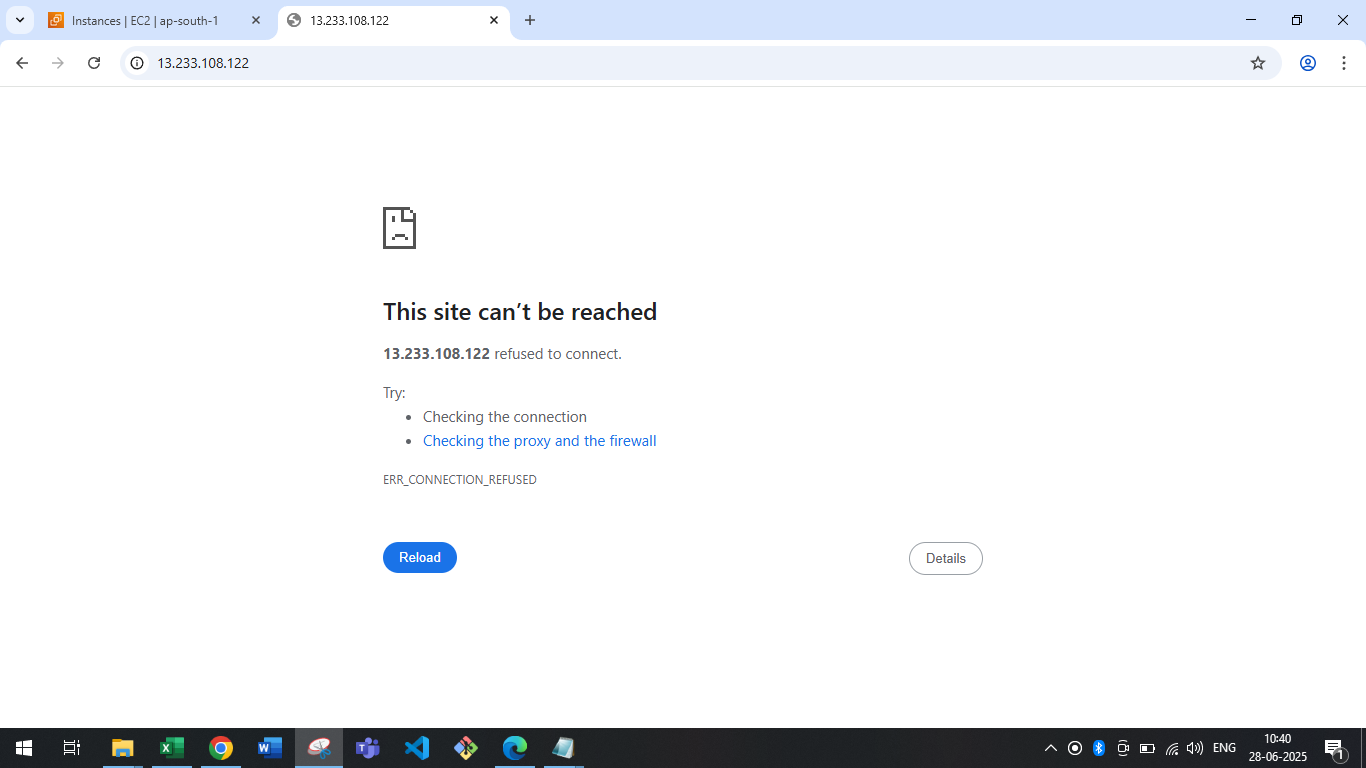 Instances | EC2 | ap-south-1
13.233.108.122
13.233.108.122
This site can’t be reached
13.233.108.122 refused to connect.
Try:
Checking the connection
Checking the proxy and the firewall
ERR_CONNECTION_REFUSED
Reload
Details
ENG
10:40
28-06-2025
1